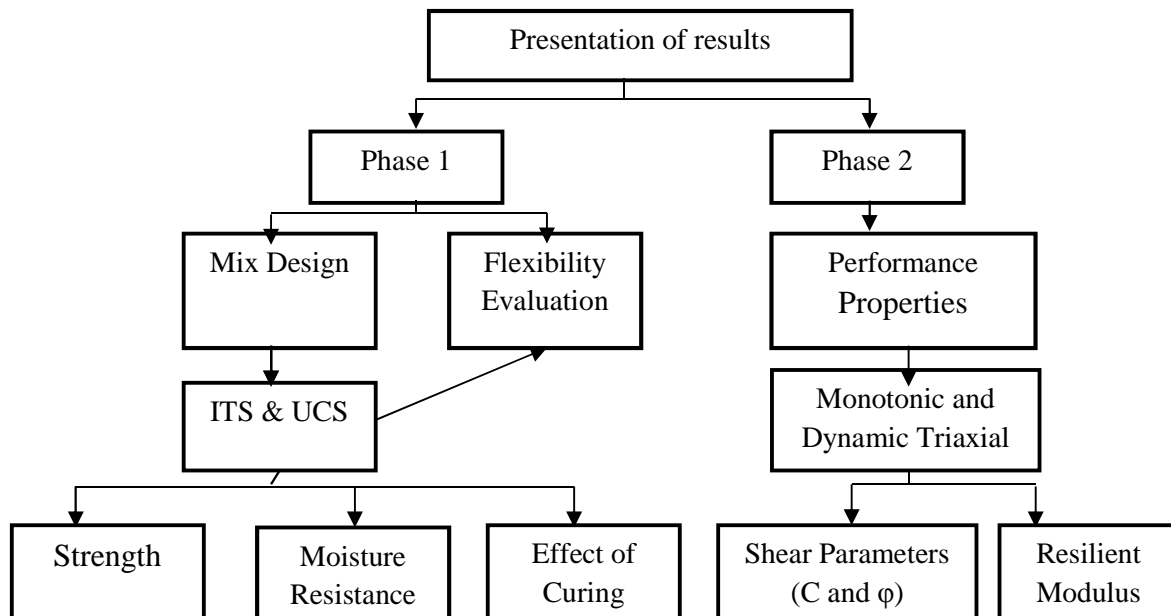 Presentation of results
Phase 1
Phase 2
Mix Design
Flexibility
Evaluation
Performance
Properties
ITS & UCS
Monotonic and
Dynamic Triaxial
Strength
Moisture
Resistance
Effect of
Curing
Shear Parameters
(C and φ)
Resilient
Modulus